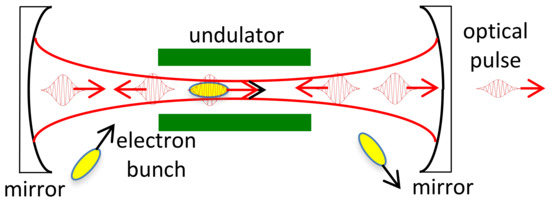 undulator
optical
pulse
electron
bunch
mirror
mirror